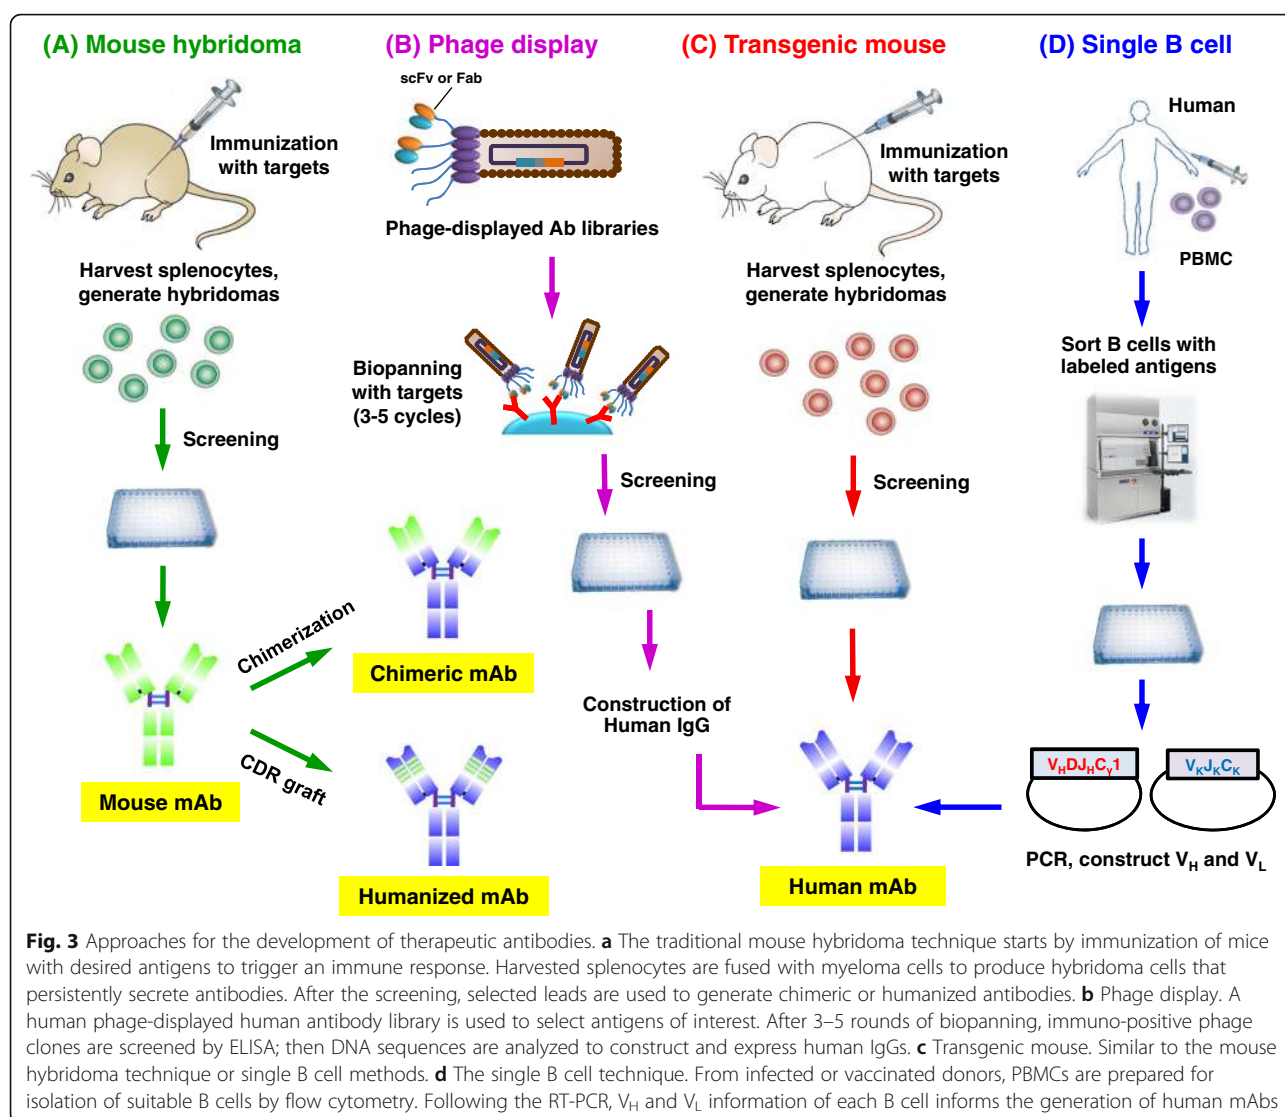 (A) Mouse hybridoma
(B) Phage display
(C) Transgenic mouse
(D) Single B cell
Immunization
with targets
Harvest splenocytes,
generate hybridomas
Screening
Mouse mAb
Chimerization
CDR graft
Chimeric mAb
Humanized mAb
scFv or Fab
Phage-displayed Ab libraries
Biopanning
with targets
(3-5 cycles)
Screening
Construction of
Human IgG
Immunization
with targets
Harvest splenocytes,
generate hybridomas
Screening
Human mAb
Human
PBMC
Sort B cells with
labeled antigens
VHDJHCγ1
VKJKCK
PCR, construct VH and VL
Fig. 3 Approaches for the development of therapeutic antibodies. a The traditional mouse hybridoma technique starts by immunization of mice
with desired antigens to trigger an immune response. Harvested splenocytes are fused with myeloma cells to produce hybridoma cells that
persistently secrete antibodies. After the screening, selected leads are used to generate chimeric or humanized antibodies. b Phage display. A
human phage-displayed human antibody library is used to select antigens of interest. After 3–5 rounds of biopanning, immuno-positive phage
clones are screened by ELISA; then DNA sequences are analyzed to construct and express human IgGs. c Transgenic mouse. Similar to the mouse
hybridoma technique or single B cell methods. d The single B cell technique. From infected or vaccinated donors, PBMCs are prepared for
isolation of suitable B cells by flow cytometry. Following the RT-PCR, VH and VL information of each B cell informs the generation of human mAbs